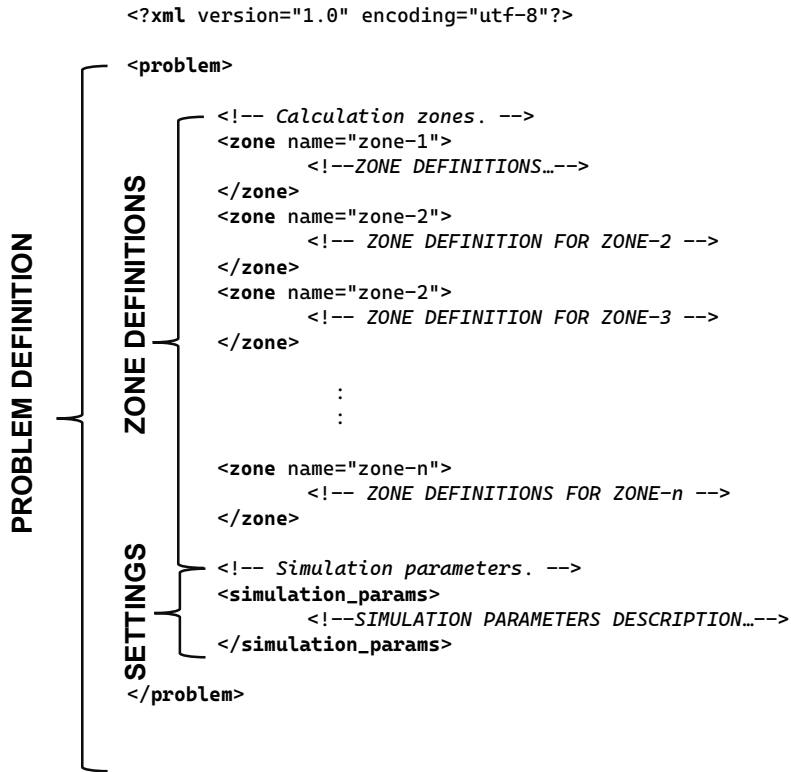 <?xml version="1.0" encoding="utf-8"?>
<problem>
<!-- Calculation zones. -->
<zone name="zone-1">
<!--ZONE DEFINITIONS…-->
</zone>
<zone name="zone-2">
<!-- ZONE DEFINITION FOR ZONE-2 -->
</zone>
<zone name="zone-2">
<!-- ZONE DEFINITION FOR ZONE-3 -->
</zone>
:
:
<zone name="zone-n">
<!-- ZONE DEFINITIONS FOR ZONE-n -->
</zone>
<!-- Simulation parameters. -->
<simulation_params>
<!--SIMULATION PARAMETERS DESCRIPTION…-->
</simulation_params>
</problem>
PROBLEM DEFINITION
ZONE DEFINITIONS
SETTINGS